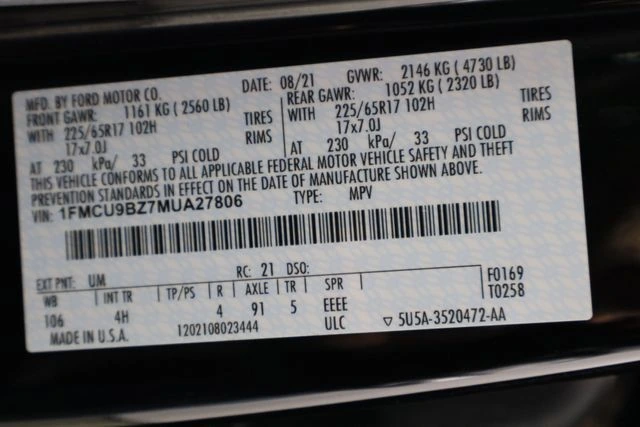 MFD. BY FORD MOTOR CO. DATE: 08/21 GVWR: 2146 KG ( 4730 LB)
FRONT GAWR: 1161 KG ( 2560 LB) REAR GAWR: 1052 KG ( 2320 LB)
WITH 225/65R17 102H TIRES WITH 225/65R17 102H TIRES
17x7.0J RIMS 17x7.0J RIMS
AT 230 kPa/ 33 PSI COLD AT 230 kPa/ 33 PSI COLD
THIS VEHICLE CONFORMS TO ALL APPLICABLE FEDERAL MOTOR VEHICLE SAFETY AND THEFT
PREVENTION STANDARDS IN EFFECT ON THE DATE OF MANUFACTURE SHOWN ABOVE.
VIN: 1FMCU9BZ7MUA27806 TYPE: MPV
EXT PNT: UM RC: 21 DSO: F0169
WB INT TR TP/PS R AXLE TR SPR T0258
106 4H 4 91 5 EEEE
MADE IN U.S.A. 1202108023444 ULC ▽ 5U5A-3520472-AA